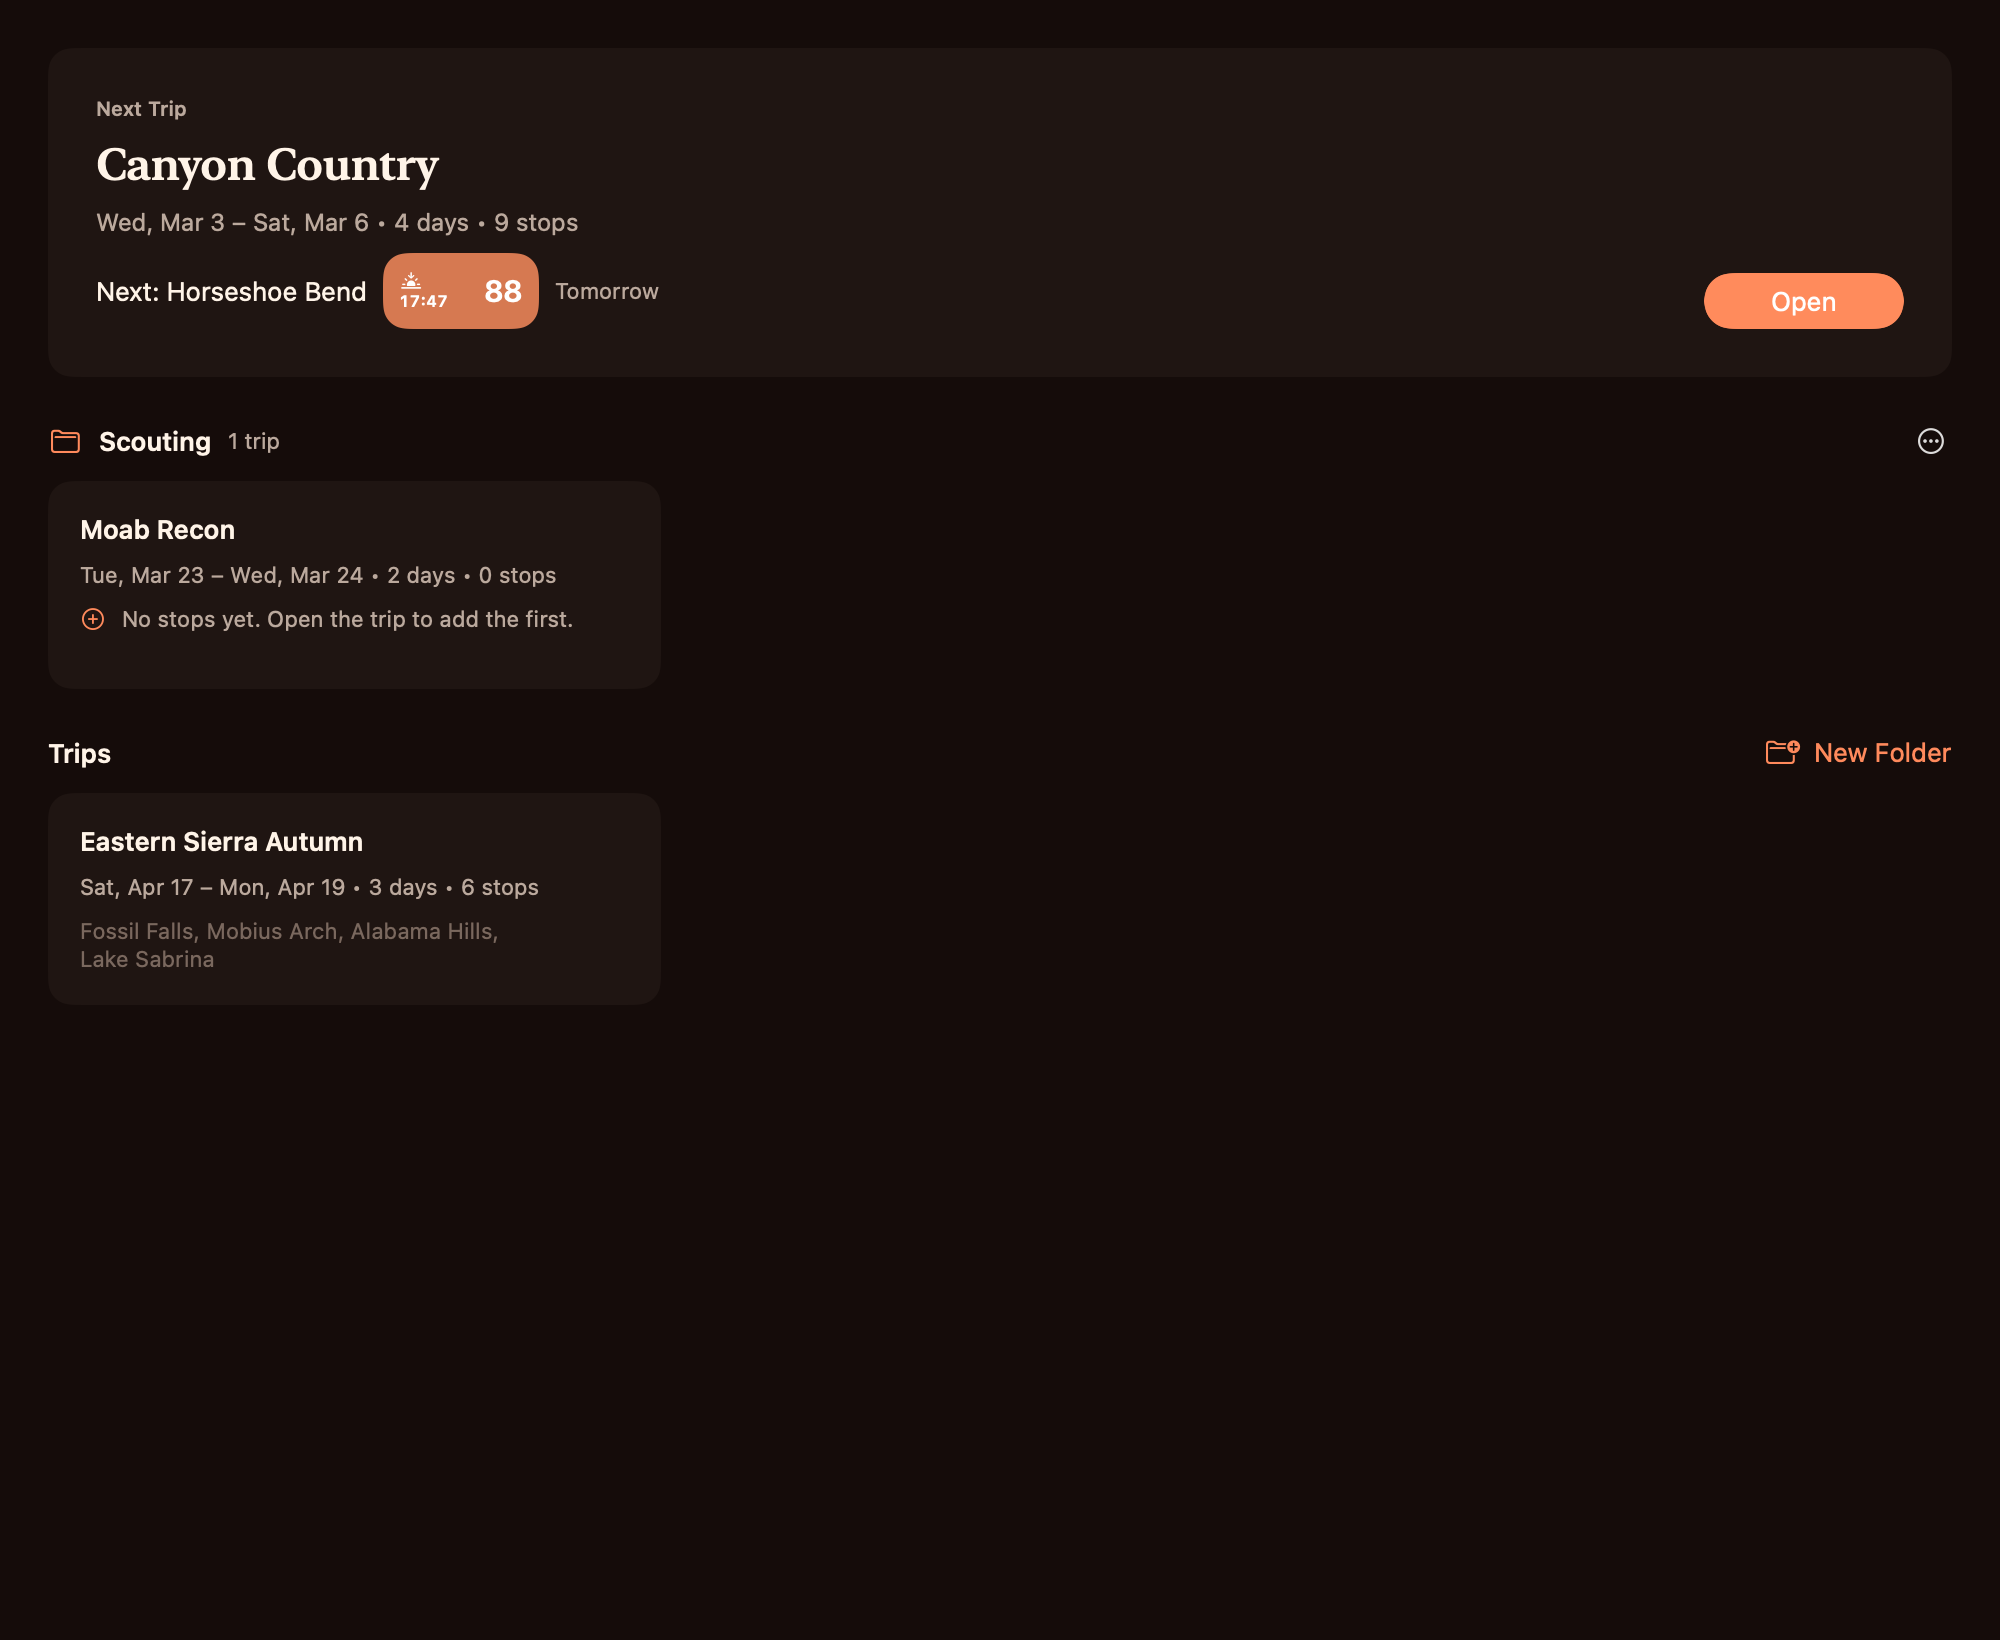 Next Trip
Canyon Country
Wed, Mar 3 – Sat, Mar 6 • 4 days • 9 stops
Next: Horseshoe Bend 17:47 88 Tomorrow
Open
Scouting 1 trip
Moab Recon
Tue, Mar 23 – Wed, Mar 24 • 2 days • 0 stops
No stops yet. Open the trip to add the first.
Trips
New Folder
Eastern Sierra Autumn
Sat, Apr 17 – Mon, Apr 19 • 3 days • 6 stops
Fossil Falls, Mobius Arch, Alabama Hills,
Lake Sabrina